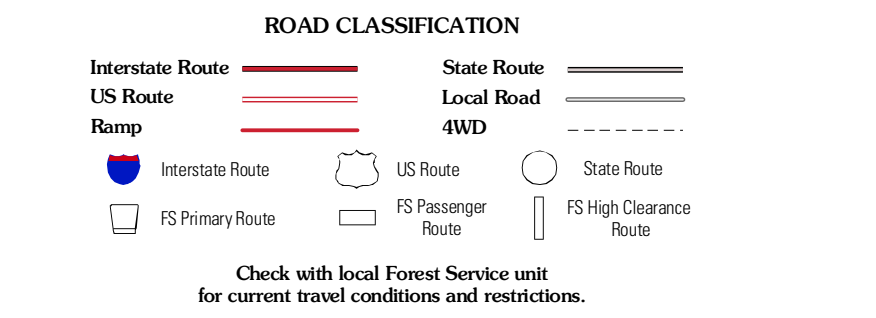 ROAD CLASSIFICATION
Interstate Route
State Route
US Route
Local Road
Ramp
4WD
Interstate Route
US Route
State Route
FS Primary Route
FS Passenger
Route
FS High Clearance
Route
Check with local Forest Service unit
for current travel conditions and restrictions.